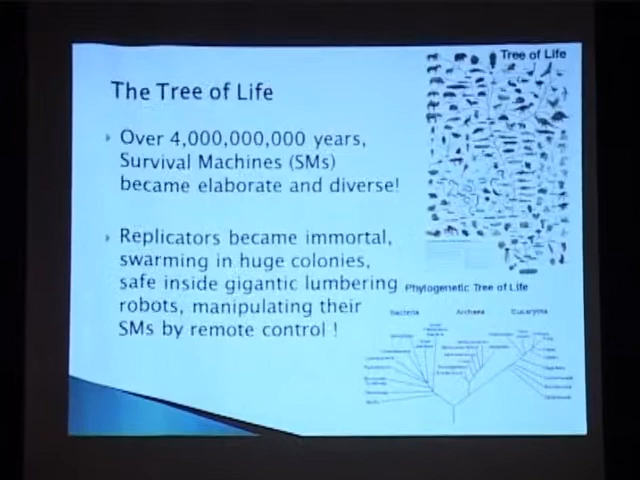 The Tree of Life
Over 4,000,000,000 years,
Survival Machines (SMs)
became elaborate and diverse!
Replicators became immortal,
swarming in huge colonies,
safe inside gigantic lumbering
robots, manipulating their
SMs by remote control !
Tree of Life
Phylogenetic Tree of Life
Bacteria Archaea Eucarytta